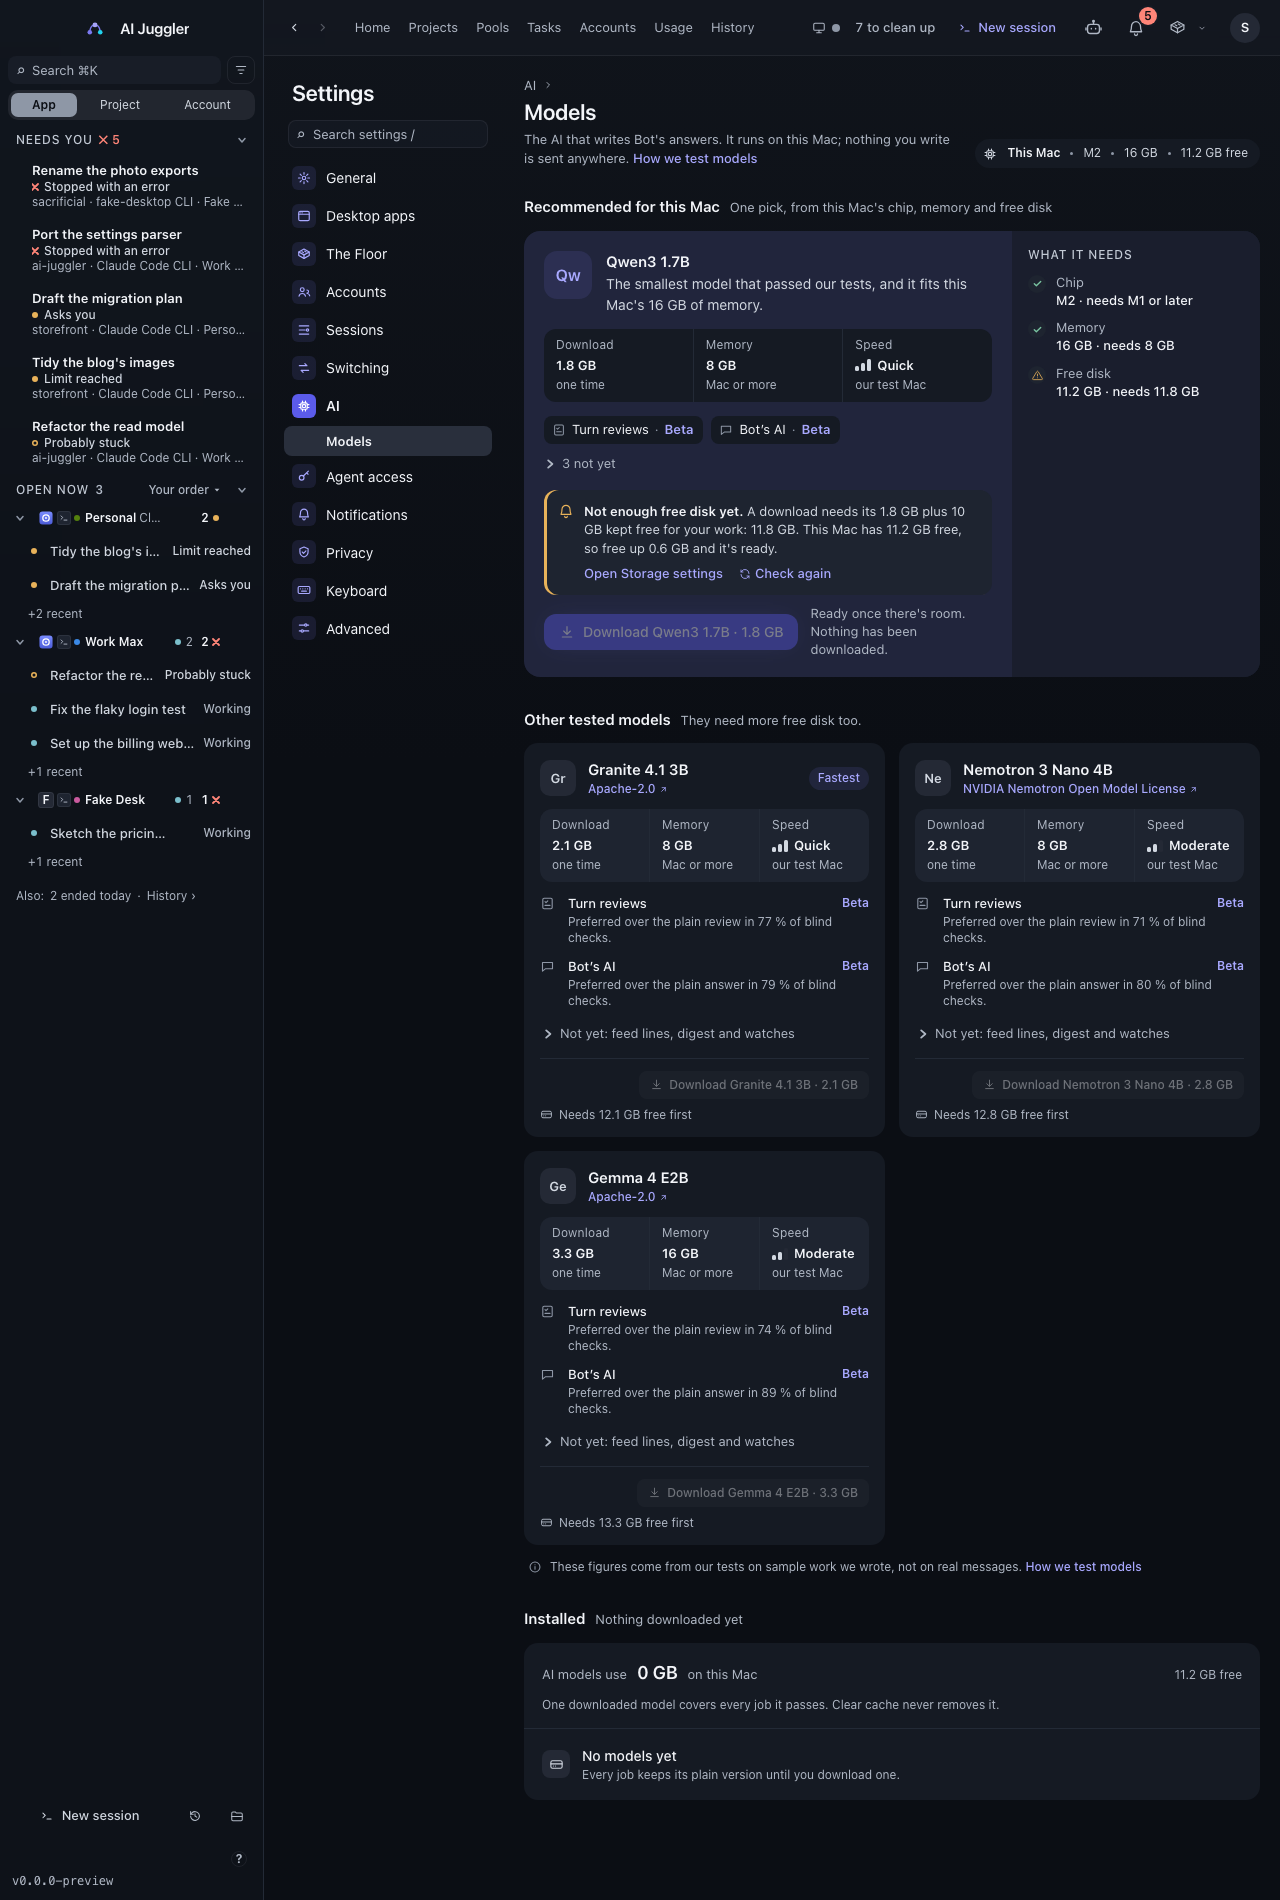 AI Juggler
Search ⌘K
App Project Account
NEEDS YOU 5
Rename the photo exports
Stopped with an error
sacrificial · fake-desktop CLI · Fake ...
Port the settings parser
Stopped with an error
ai-juggler · Claude Code CLI · Work ...
Draft the migration plan
Asks you
storefront · Claude Code CLI · Perso...
Tidy the blog's images
Limit reached
storefront · Claude Code CLI · Perso...
Refactor the read model
Probably stuck
ai-juggler · Claude Code CLI · Work ...
OPEN NOW 3 Your order
Personal Cl... 2
Tidy the blog's i... Limit reached
Draft the migration p... Asks you
+2 recent
Work Max 2 2
Refactor the re... Probably stuck
Fix the flaky login test Working
Set up the billing web... Working
+1 recent
F Fake Desk 1 1
Sketch the pricin... Working
+1 recent
Also: 2 ended today · History ›
New session
?
v0.0.0-preview
Home Projects Pools Tasks Accounts Usage History
7 to clean up
New session
5
S
Settings
Search settings /
General
Desktop apps
The Floor
Accounts
Sessions
Switching
AI
Models
Agent access
Notifications
Privacy
Keyboard
Advanced
AI ›
Models
The AI that writes Bot's answers. It runs on this Mac; nothing you write
is sent anywhere. How we test models
This Mac • M2 • 16 GB • 11.2 GB free
Recommended for this Mac One pick, from this Mac's chip, memory and free disk
Qw
Qwen3 1.7B
The smallest model that passed our tests, and it fits this
Mac's 16 GB of memory.
Download Memory Speed
1.8 GB 8 GB Quick
one time Mac or more our test Mac
Turn reviews · Beta Bot’s AI · Beta
3 not yet
Not enough free disk yet. A download needs its 1.8 GB plus 10
GB kept free for your work: 11.8 GB. This Mac has 11.2 GB free,
so free up 0.6 GB and it's ready.
Open Storage settings Check again
Download Qwen3 1.7B · 1.8 GB
Ready once there's room.
Nothing has been
downloaded.
WHAT IT NEEDS
Chip
M2 · needs M1 or later
Memory
16 GB · needs 8 GB
Free disk
11.2 GB · needs 11.8 GB
Other tested models They need more free disk too.
Gr
Granite 4.1 3B
Apache-2.0 ↗
Fastest
Download Memory Speed
2.1 GB 8 GB Quick
one time Mac or more our test Mac
Turn reviews Beta
Preferred over the plain review in 77 % of blind
checks.
Bot’s AI Beta
Preferred over the plain answer in 79 % of blind
checks.
Not yet: feed lines, digest and watches
Download Granite 4.1 3B · 2.1 GB
Needs 12.1 GB free first
Ne
Nemotron 3 Nano 4B
NVIDIA Nemotron Open Model License ↗
Download Memory Speed
2.8 GB 8 GB Moderate
one time Mac or more our test Mac
Turn reviews Beta
Preferred over the plain review in 71 % of blind
checks.
Bot’s AI Beta
Preferred over the plain answer in 80 % of blind
checks.
Not yet: feed lines, digest and watches
Download Nemotron 3 Nano 4B · 2.8 GB
Needs 12.8 GB free first
Ge
Gemma 4 E2B
Apache-2.0 ↗
Download Memory Speed
3.3 GB 16 GB Moderate
one time Mac or more our test Mac
Turn reviews Beta
Preferred over the plain review in 74 % of blind
checks.
Bot’s AI Beta
Preferred over the plain answer in 89 % of blind
checks.
Not yet: feed lines, digest and watches
Download Gemma 4 E2B · 3.3 GB
Needs 13.3 GB free first
These figures come from our tests on sample work we wrote, not on real messages. How we test models
Installed Nothing downloaded yet
AI models use 0 GB on this Mac 11.2 GB free
One downloaded model covers every job it passes. Clear cache never removes it.
No models yet
Every job keeps its plain version until you download one.